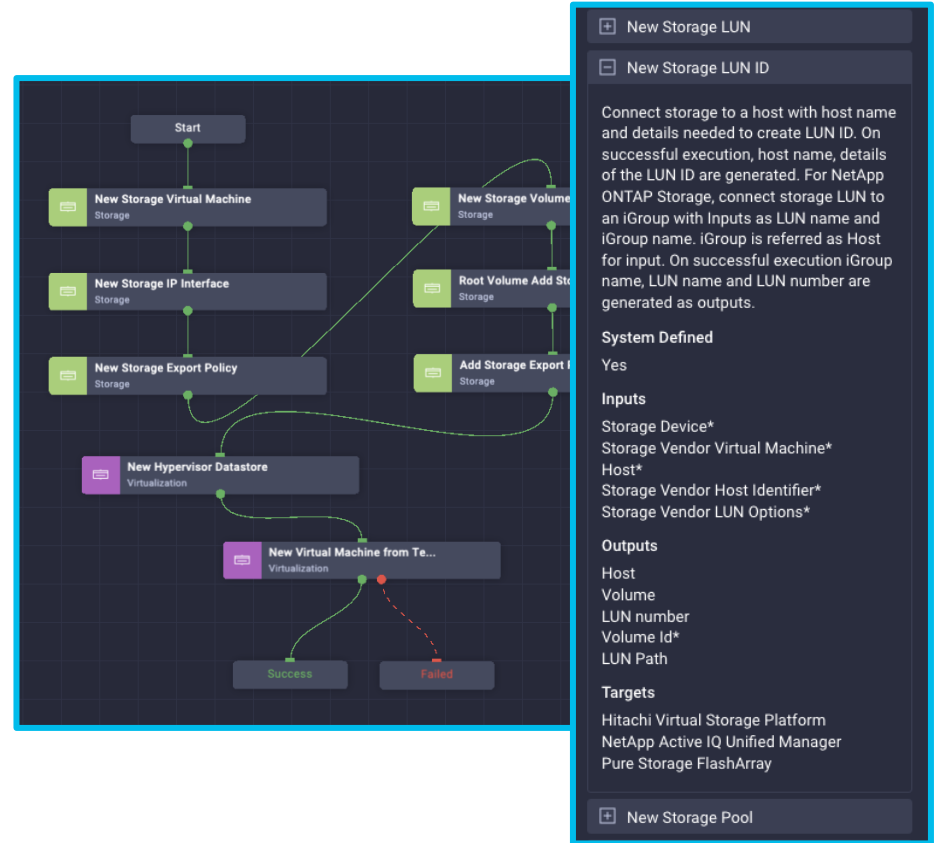 Start
New Storage Virtual Machine
Storage
New Storage IP Interface
Storage
New Storage Export Policy
Storage
New Storage Volume
Storage
Root Volume Add Sto
Storage
Add Storage Export
Storage
New Hypervisor Datastore
Virtualization
New Virtual Machine from Te...
Virtualization
Success
Failed
New Storage LUN
New Storage LUN ID
Connect storage to a host with host name
and details needed to create LUN ID. On
successful execution, host name, details
of the LUN ID are generated. For NetApp
ONTAP Storage, connect storage LUN to
an iGroup with Inputs as LUN name and
iGroup name. iGroup is referred as Host
for input. On successful execution iGroup
name, LUN name and LUN number are
generated as outputs.
System Defined
Yes
Inputs
Storage Device*
Storage Vendor Virtual Machine*
Host*
Storage Vendor Host Identifier*
Storage Vendor LUN Options*
Outputs
Host
Volume
LUN number
Volume Id*
LUN Path
Targets
Hitachi Virtual Storage Platform
NetApp Active IQ Unified Manager
Pure Storage FlashArray
New Storage Pool